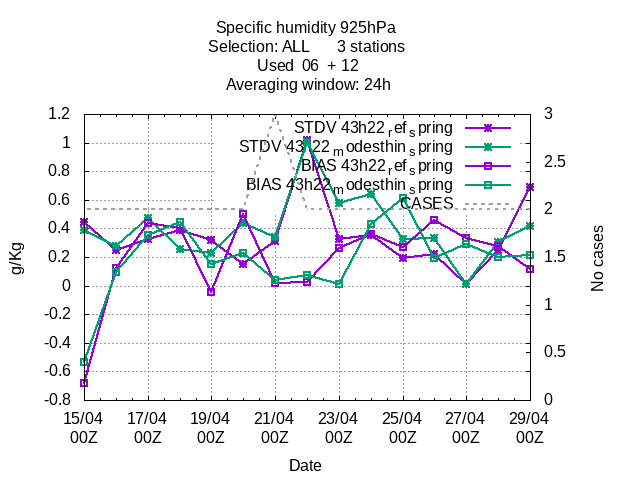 Specific humidity 925hPa
Selection: ALL 3 stations
Used 06 + 12
Averaging window: 24h
STDV 43h22_ref_spring
STDV 43h22_modesthin_spring
BIAS 43h22_ref_spring
BIAS 43h22_modesthin_spring
CASES
1.2
1
0.8
0.6
0.4
0.2
0
-0.2
-0.4
-0.6
-0.8
g/Kg
3
2.5
2
1.5
1
0.5
0
No cases
15/04 17/04 19/04 21/04 23/04 25/04 27/04 29/04
00Z 00Z 00Z 00Z 00Z 00Z 00Z 00Z
Date